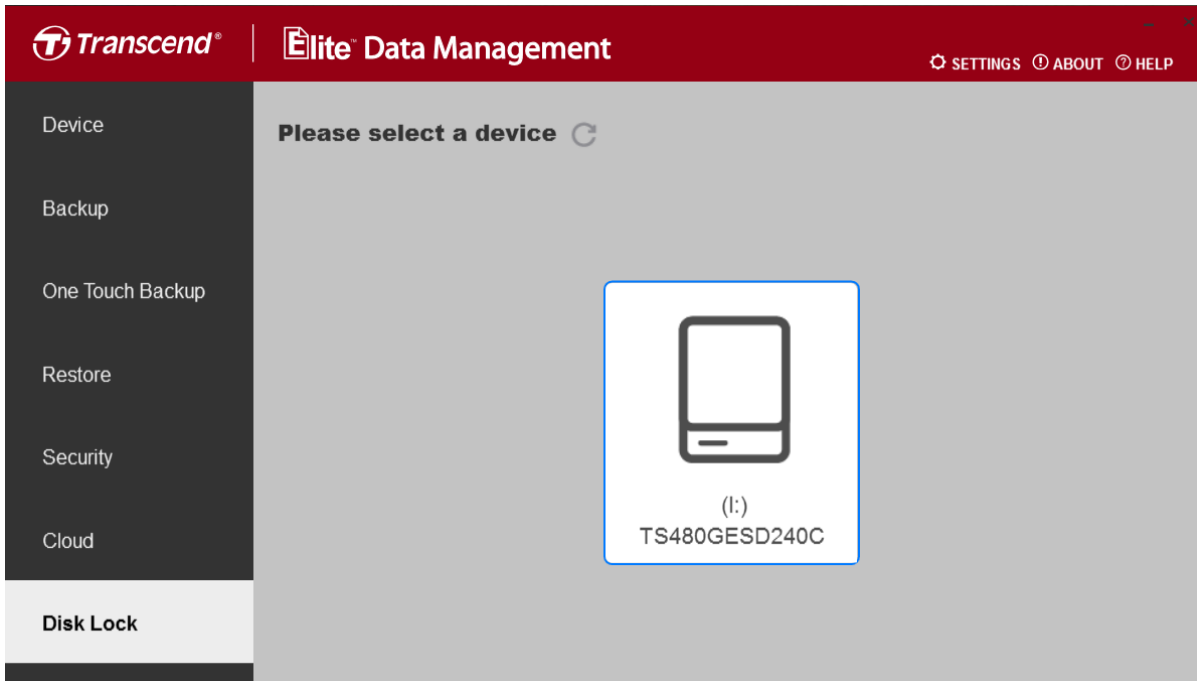 Transcend® Elite™ Data Management
SETTINGS ABOUT HELP
Device
Please select a device
Backup
One Touch Backup
Restore
Security
(I:)
TS480GESD240C
Cloud
Disk Lock